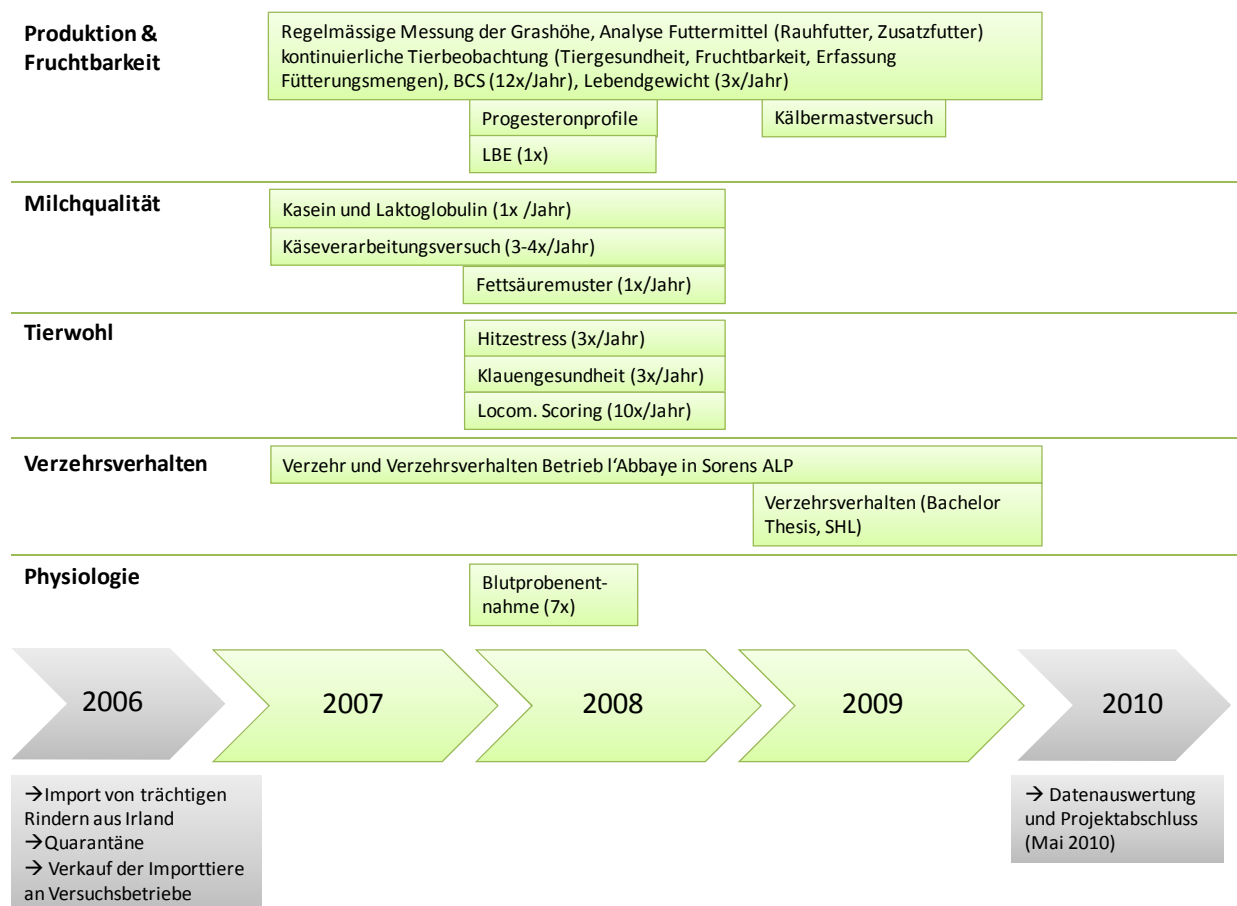 Produktion &
Fruchtbarkeit
Regelmässige Messung der Grashöhe, Analyse Futtermittel (Rauhfutter, Zusatzfutter)
kontinuierliche Tierbeobachtung (Tiergesundheit, Fruchtbarkeit, Erfassung
Fütterungsmengen), BCS (12x/Jahr), Lebendgewicht (3x/Jahr)
Progesteronprofile
Kälbermastversuch
LBE (1x)
Milchqualität
Kasein und Laktoglobulin (1x /Jahr)
Käseverarbeitungsversuch (3-4x/Jahr)
Fettsäuremuster (1x/Jahr)
Tierwohl
Hitzestress (3x/Jahr)
Klauengesundheit (3x/Jahr)
Locom. Scoring (10x/Jahr)
Verzehrsverhalten
Verzehr und Verzehrsverhalten Betrieb l‘Abbaye in Sorens ALP
Verzehrsverhalten (Bachelor
Thesis, SHL)
Physiologie
Blutprobenent-
nahme (7x)
2006
2007
2008
2009
2010
→Import von trächtigen
Rindern aus Irland
→Quarantäne
→ Verkauf der Importtiere
an Versuchsbetriebe
→ Datenauswertung
und Projektabschluss
(Mai 2010)